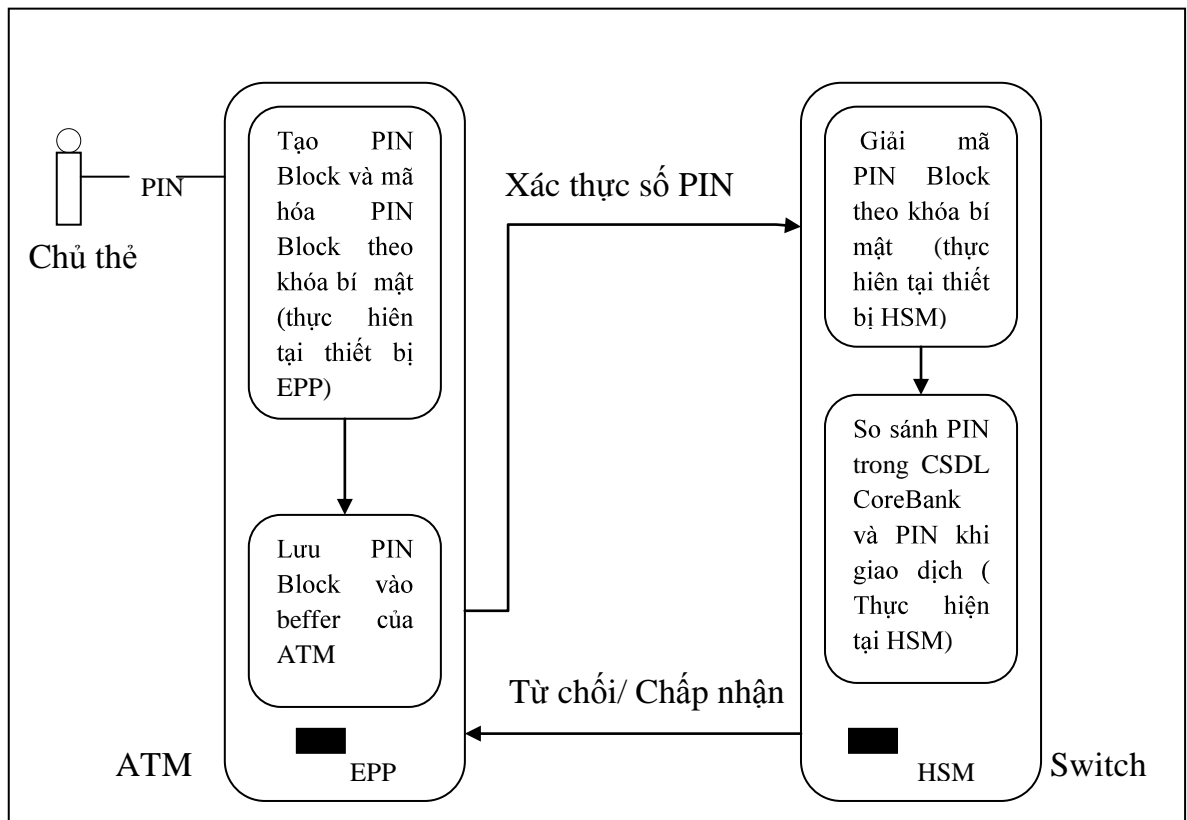 Tạo PIN
Block và mã
hóa PIN
Block theo
khóa bí mật
(thực hiên
tại thiết bị
EPP)
PIN
Chủ thẻ
Xác thực số PIN
Giải mã
PIN Block
theo khóa bí
mật (thực
hiên tại thiết
bị HSM)
Lưu PIN
Block vào
beffer của
ATM
So sánh PIN
trong CSDL
CoreBank
và PIN khi
giao dịch (
Thực hiện
tại HSM)
Từ chối/ Chấp nhận
ATM
EPP
HSM
Switch